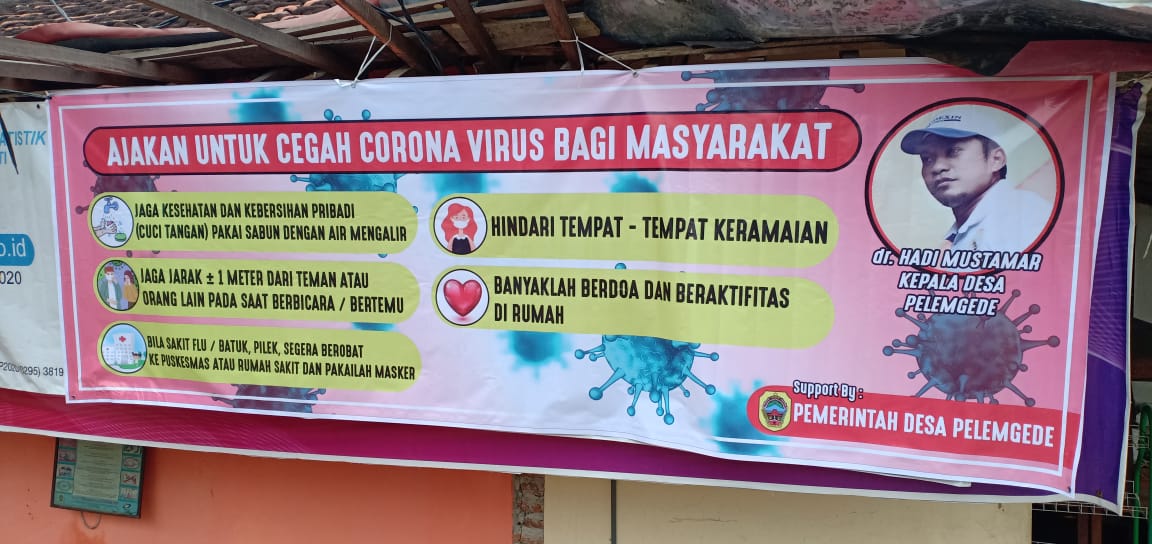 AJAKAN UNTUK CEGAH CORONA VIRUS BAGI MASYARAKAT
JAGA KESEHATAN DAN KEBERSIHAN PRIBADI
(CUCI TANGAN) PAKAI SABUN DENGAN AIR MENGALIR
JAGA JARAK ± 1 METER DARI TEMAN ATAU
ORANG LAIN PADA SAAT BERBICARA / BERTEMU
BILA SAKIT FLU / BATUK, PILEK, SEGERA BEROBAT
KE PUSKESMAS ATAU RUMAH SAKIT DAN PAKAILAH MASKER
HINDARI TEMPAT - TEMPAT KERAMAIAN
BANYAKLAH BERDOA DAN BERAKTIFITAS
DI RUMAH
dr. HADI MUSTAMAR
KEPALA DESA
PELEMGEDE
Support By :
PEMERINTAH DESA PELEMGEDE
.id
2020
3819